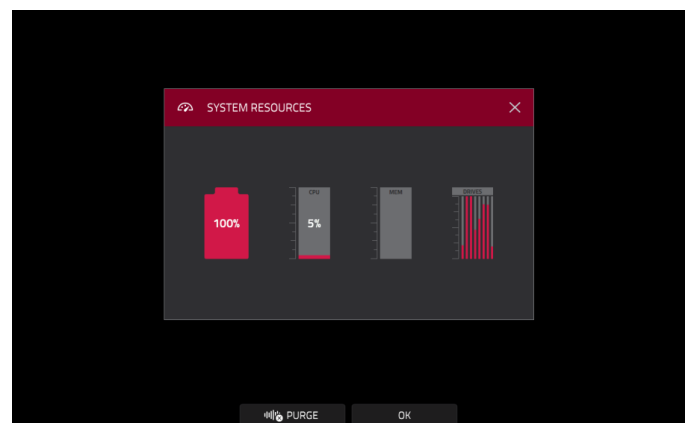 SYSTEM RESOURCES
CPU
MEM
DRIVES
100%
5%
PURGE
OK